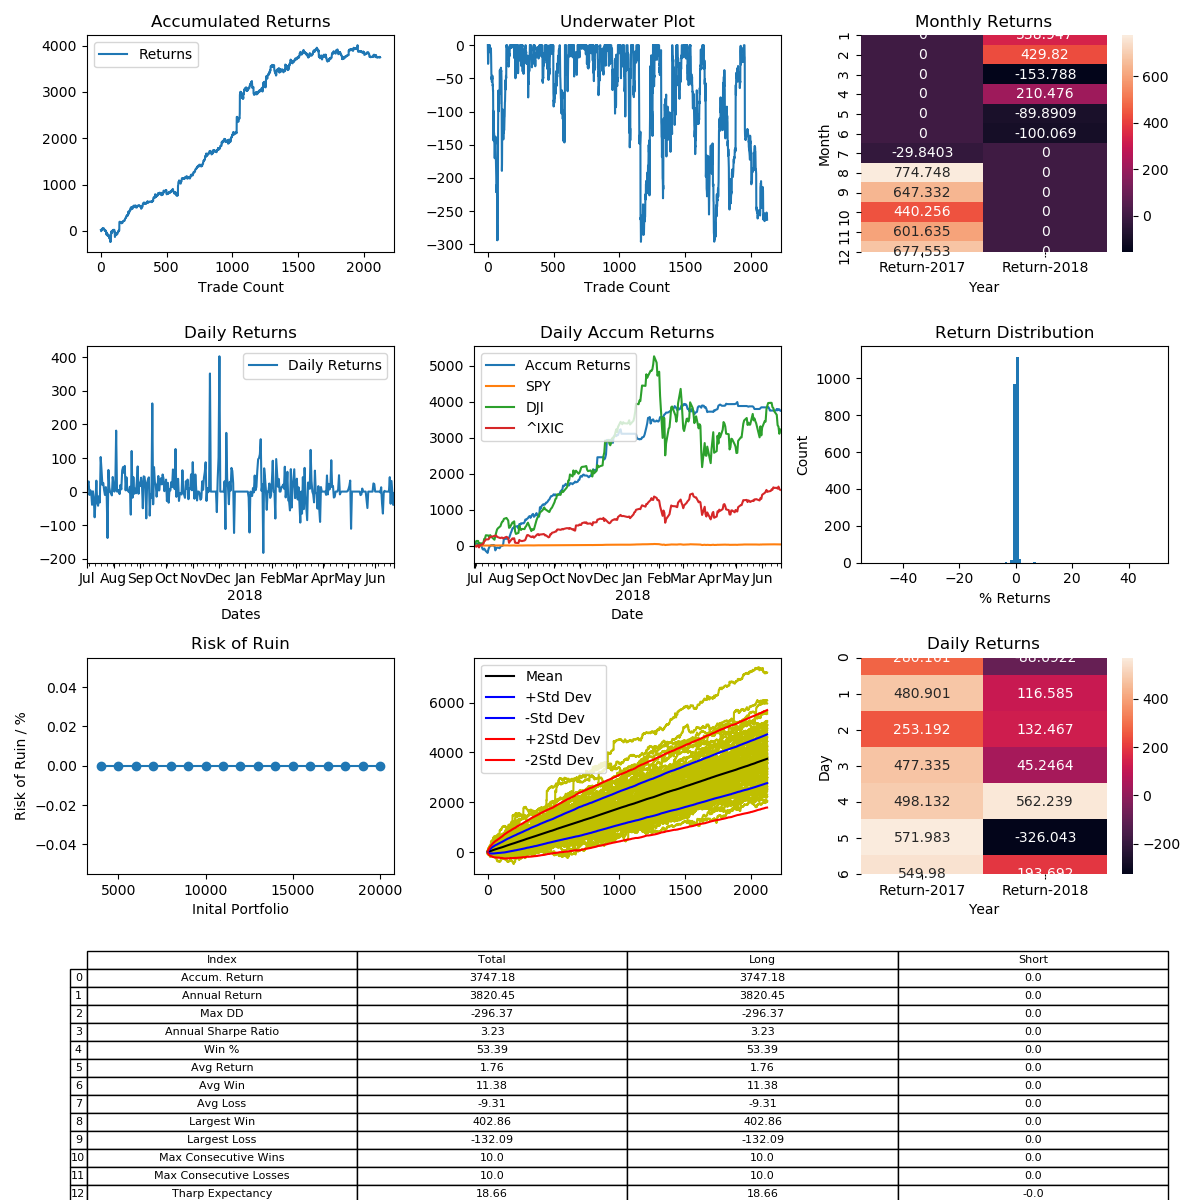 Accumulated Returns
4000
3000
2000
1000
0
0 500 1000 1500 2000
Trade Count
Returns
Underwater Plot
0
−50
−100
−150
−200
−250
−300
0 500 1000 1500 2000
Trade Count
Monthly Returns
Month
1 0
2 0 429.82
3 0 -153.788
4 0 210.476
5 0 -89.8909
6 0 -100.069
7 -29.8403 0
8 774.748 0
9 647.332 0
10 440.256 0
11 601.635 0
12 677.553 0
Return-2017 Return-2018
Year
600
400
200
0
Daily Returns
400
300
200
100
0
−100
−200
Jul Aug Sep Oct Nov Dec Jan Feb Mar Apr May Jun
2018
Dates
Daily Returns
Daily Accum Returns
5000
4000
3000
2000
1000
0
Jul Aug Sep Oct Nov Dec Jan Feb Mar Apr May Jun
2018
Date
Accum Returns
SPY
DJI
^IXIC
Return Distribution
Count
1000
800
600
400
200
0
−40 −20 0 20 40
% Returns
Risk of Ruin
Risk of Ruin / %
0.04
0.02
0.00
−0.02
−0.04
5000 10000 15000 20000
Inital Portfolio
6000
4000
2000
0
0 500 1000 1500 2000
Mean
+Std Dev
-Std Dev
+2Std Dev
-2Std Dev
Daily Returns
Day
0
1 480.901 116.585
2 253.192 132.467
3 477.335 45.2464
4 498.132 562.239
5 571.983 -326.043
6 549.98 193.692
Return-2017 Return-2018
Year
400
200
0
−200
Index Total Long Short
0 Accum. Return 3747.18 3747.18 0.0
1 Annual Return 3820.45 3820.45 0.0
2 Max DD -296.37 -296.37 0.0
3 Annual Sharpe Ratio 3.23 3.23 0.0
4 Win % 53.39 53.39 0.0
5 Avg Return 1.76 1.76 0.0
6 Avg Win 11.38 11.38 0.0
7 Avg Loss -9.31 -9.31 0.0
8 Largest Win 402.86 402.86 0.0
9 Largest Loss -132.09 -132.09 0.0
10 Max Consecutive Wins 10.0 10.0 0.0
11 Max Consecutive Losses 10.0 10.0 0.0
12 Tharp Expectancy 18.66 18.66 -0.0